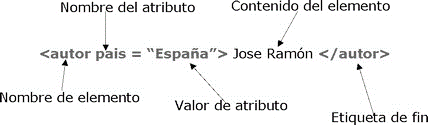 Nombre del atributo
Contenido del elemento
<autor pais = “España”> Jose Ramón </autor>
Nombre de elemento
Valor de atributo
Etiqueta de fin